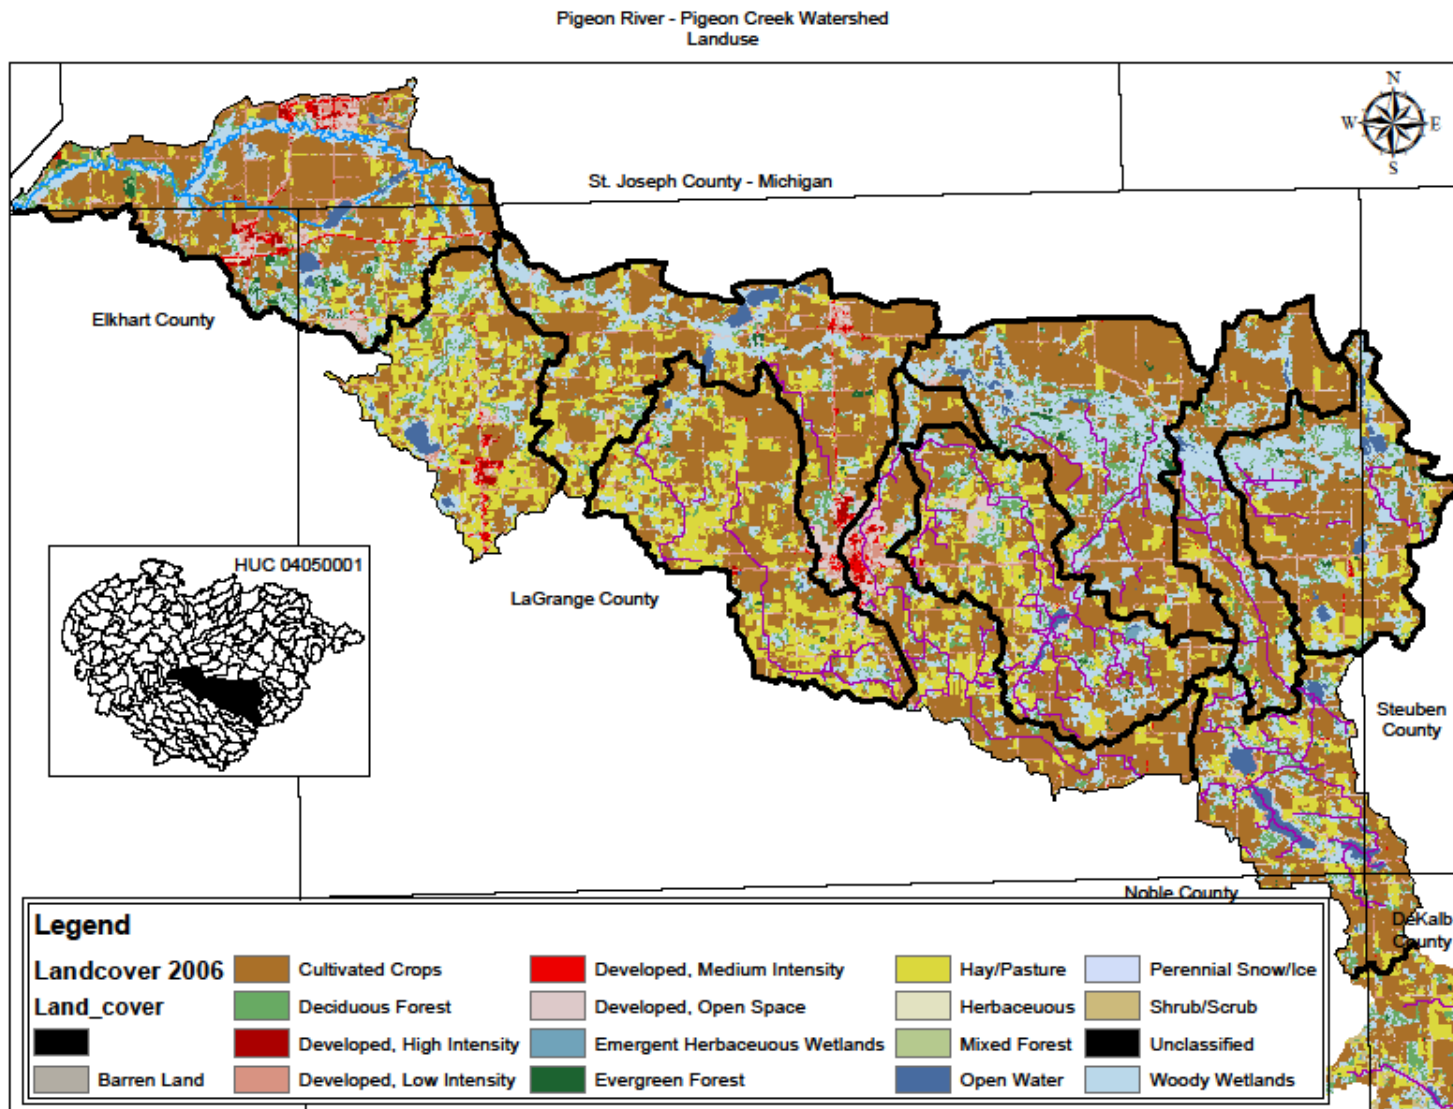 Pigeon River - Pigeon Creek Watershed
Landuse
N
W E
S
St. Joseph County - Michigan
Elkhart County
HUC 04050001
LaGrange County
Steuben
County
Noble County
DeKalb
County
Legend
Landcover 2006
Land_cover
Barren Land
Cultivated Crops
Deciduous Forest
Developed, High Intensity
Developed, Low Intensity
Developed, Medium Intensity
Developed, Open Space
Emergent Herbaceuous Wetlands
Evergreen Forest
Hay/Pasture
Herbaceuous
Mixed Forest
Open Water
Perennial Snow/Ice
Shrub/Scrub
Unclassified
Woody Wetlands